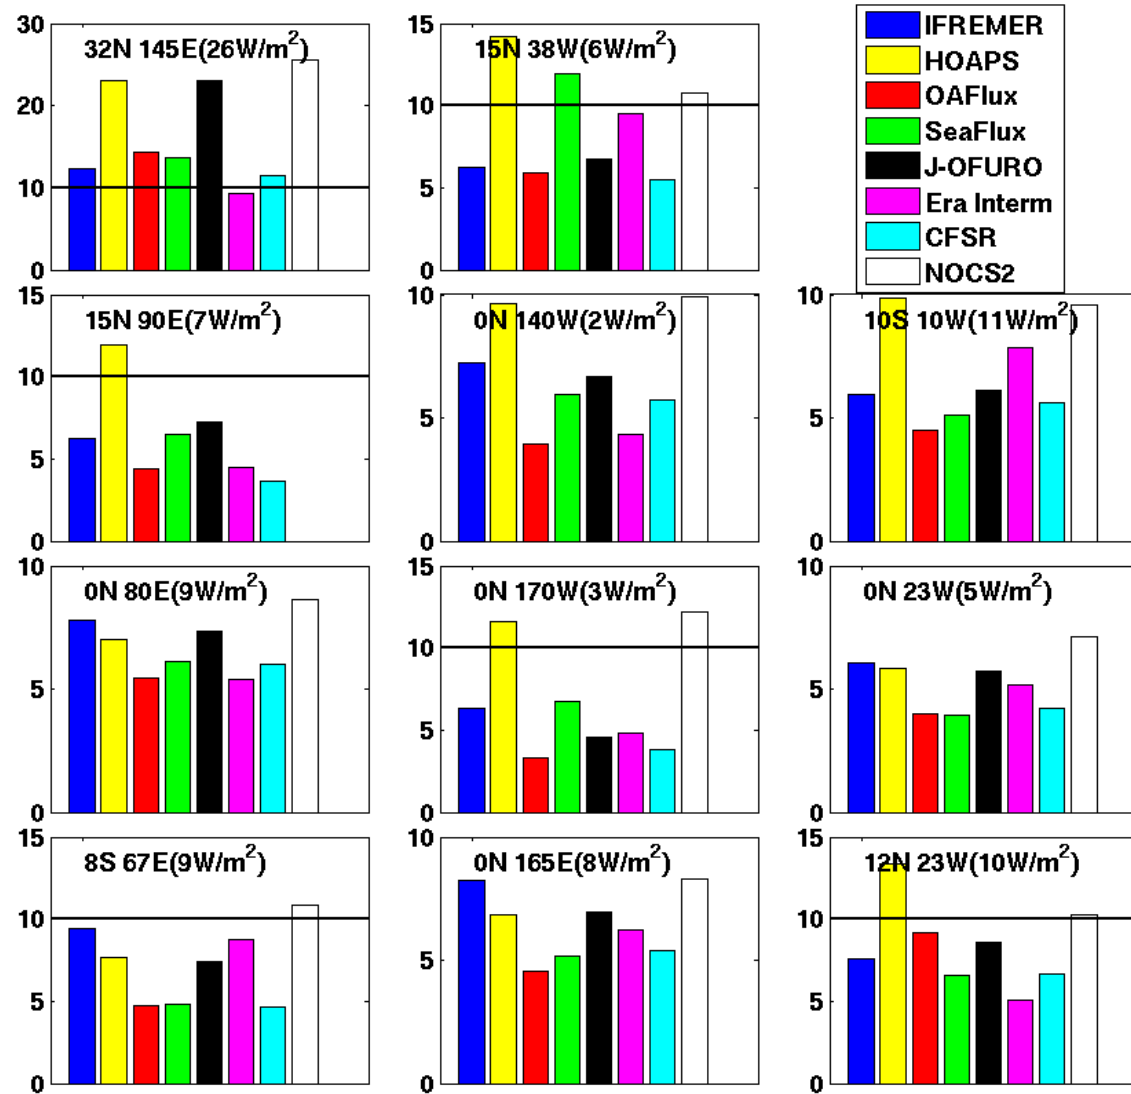 30
20
10
0
32N 145E(26W/m²)
15
10
5
0
15N 38W(6W/m²)
IFREMER
HOAPS
OAFlux
SeaFlux
J-OFURO
Era Interm
CFSR
NOCS2
15
10
5
0
15N 90E(7W/m²)
10
5
0
0N 140W(2W/m²)
10
5
0
10S 10W(11W/m²)
10
5
0
0N 80E(9W/m²)
15
10
5
0
0N 170W(3W/m²)
10
5
0
0N 23W(5W/m²)
15
10
5
0
8S 67E(9W/m²)
10
5
0
0N 165E(8W/m²)
15
10
5
0
12N 23W(10W/m²)